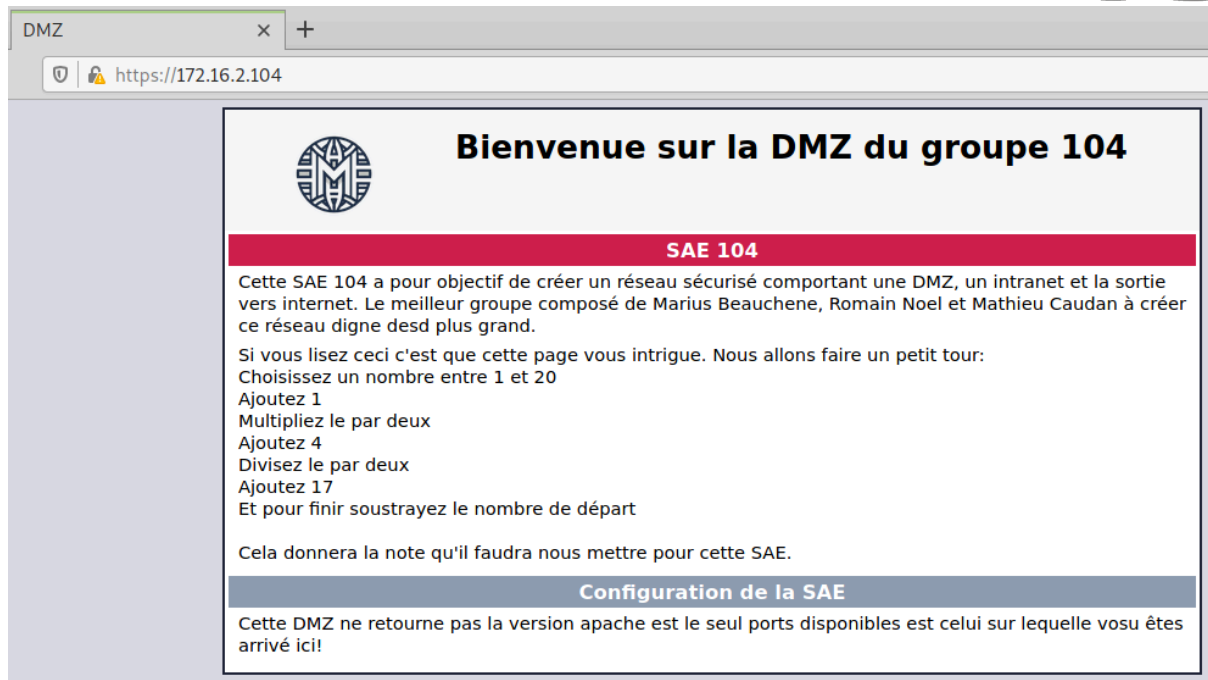 DMZ
https://172.16.2.104
Bienvenue sur la DMZ du groupe 104
SAE 104
Cette SAE 104 a pour objectif de créer un réseau sécurisé comportant une DMZ, un intranet et la sortie
vers internet. Le meilleur groupe composé de Marius Beauchene, Romain Noel et Mathieu Caudan à créer
ce réseau digne desd plus grand.
Si vous lisez ceci c'est que cette page vous intrigue. Nous allons faire un petit tour:
Choisissez un nombre entre 1 et 20
Ajoutez 1
Multipliez le par deux
Ajoutez 4
Divisez le par deux
Ajoutez 17
Et pour finir soustrayez le nombre de départ
Cela donnera la note qu'il faudra nous mettre pour cette SAE.
Configuration de la SAE
Cette DMZ ne retourne pas la version apache est le seul ports disponibles est celui sur lequelle vosu êtes
arrivé ici!